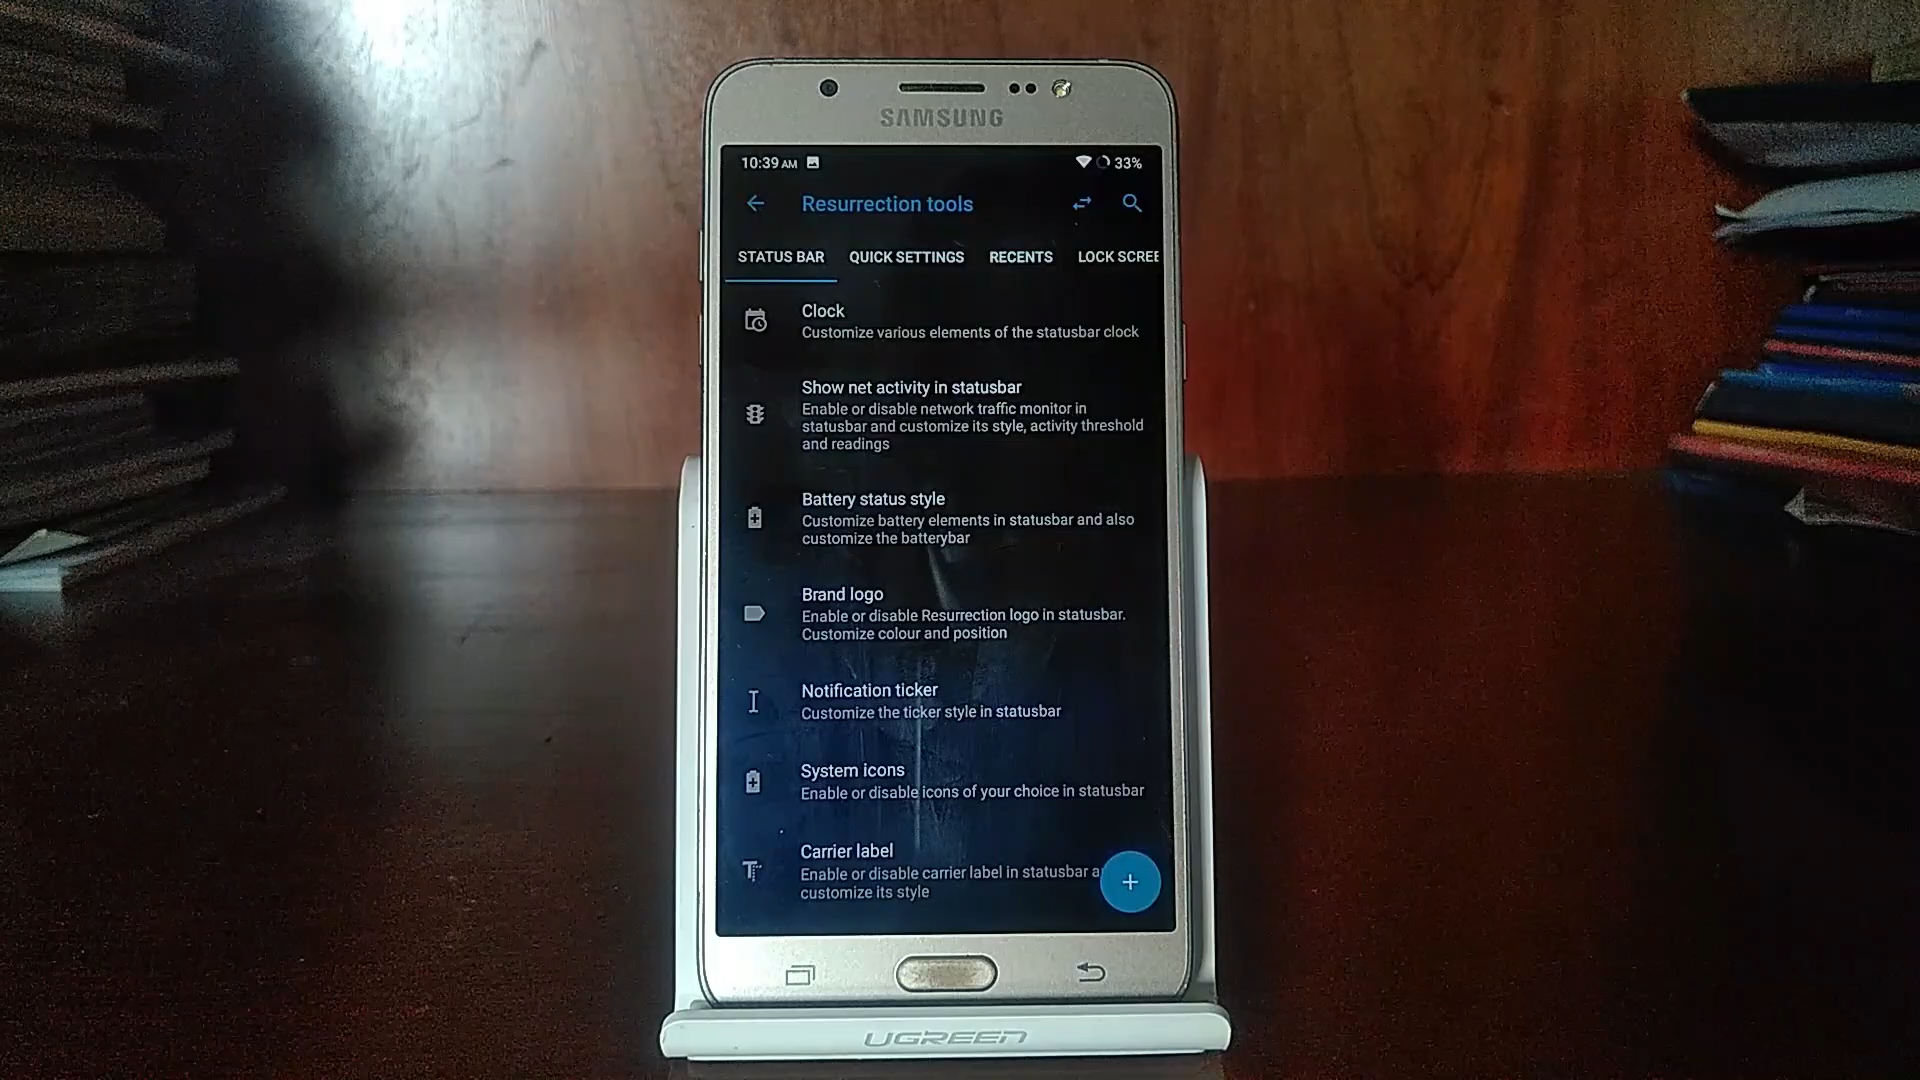 SAMSUNG
10:39 AM 33%
Resurrection tools
STATUS BAR QUICK SETTINGS RECENTS LOCK SCREE
Clock
Customize various elements of the statusbar clock
Show net activity in statusbar
Enable or disable network traffic monitor in
statusbar and customize its style, activity threshold
and readings
Battery status style
Customize battery elements in statusbar and also
customize the batterybar
Brand logo
Enable or disable Resurrection logo in statusbar.
Customize colour and position
Notification ticker
Customize the ticker style in statusbar
System icons
Enable or disable icons of your choice in statusbar
Carrier label
Enable or disable carrier label in statusbar a
customize its style
UGREEN